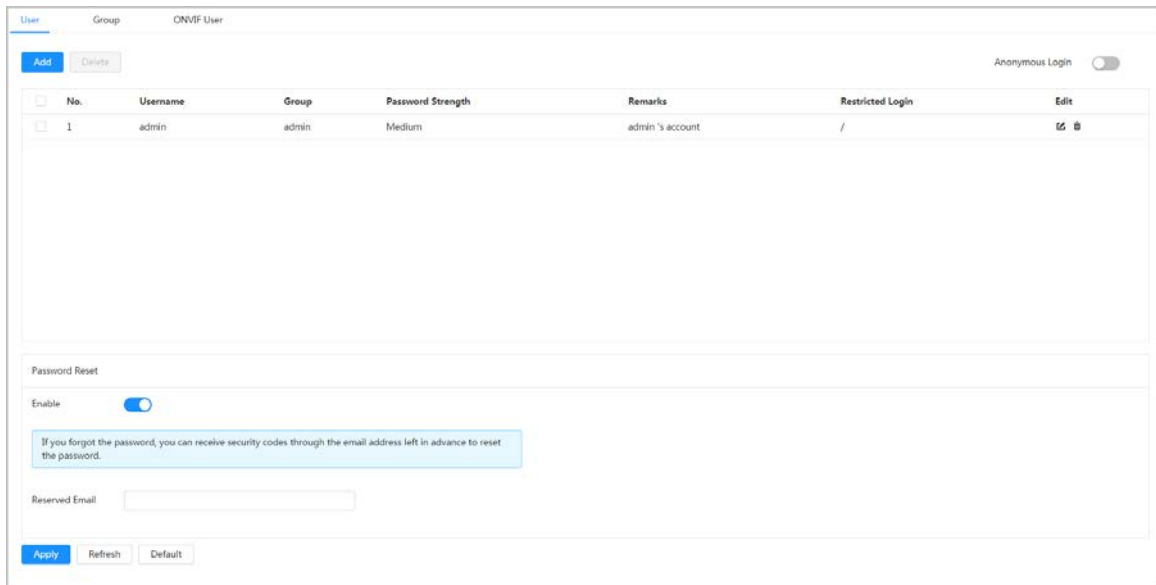 User Group ONVIF User
Add Delete Anonymous Login
No. Username Group Password Strength Remarks Restricted Login Edit
1 admin admin Medium admin 's account /
Password Reset
Enable
If you forgot the password, you can receive security codes through the email address left in advance to reset
the password.
Reserved Email
Apply Refresh Default